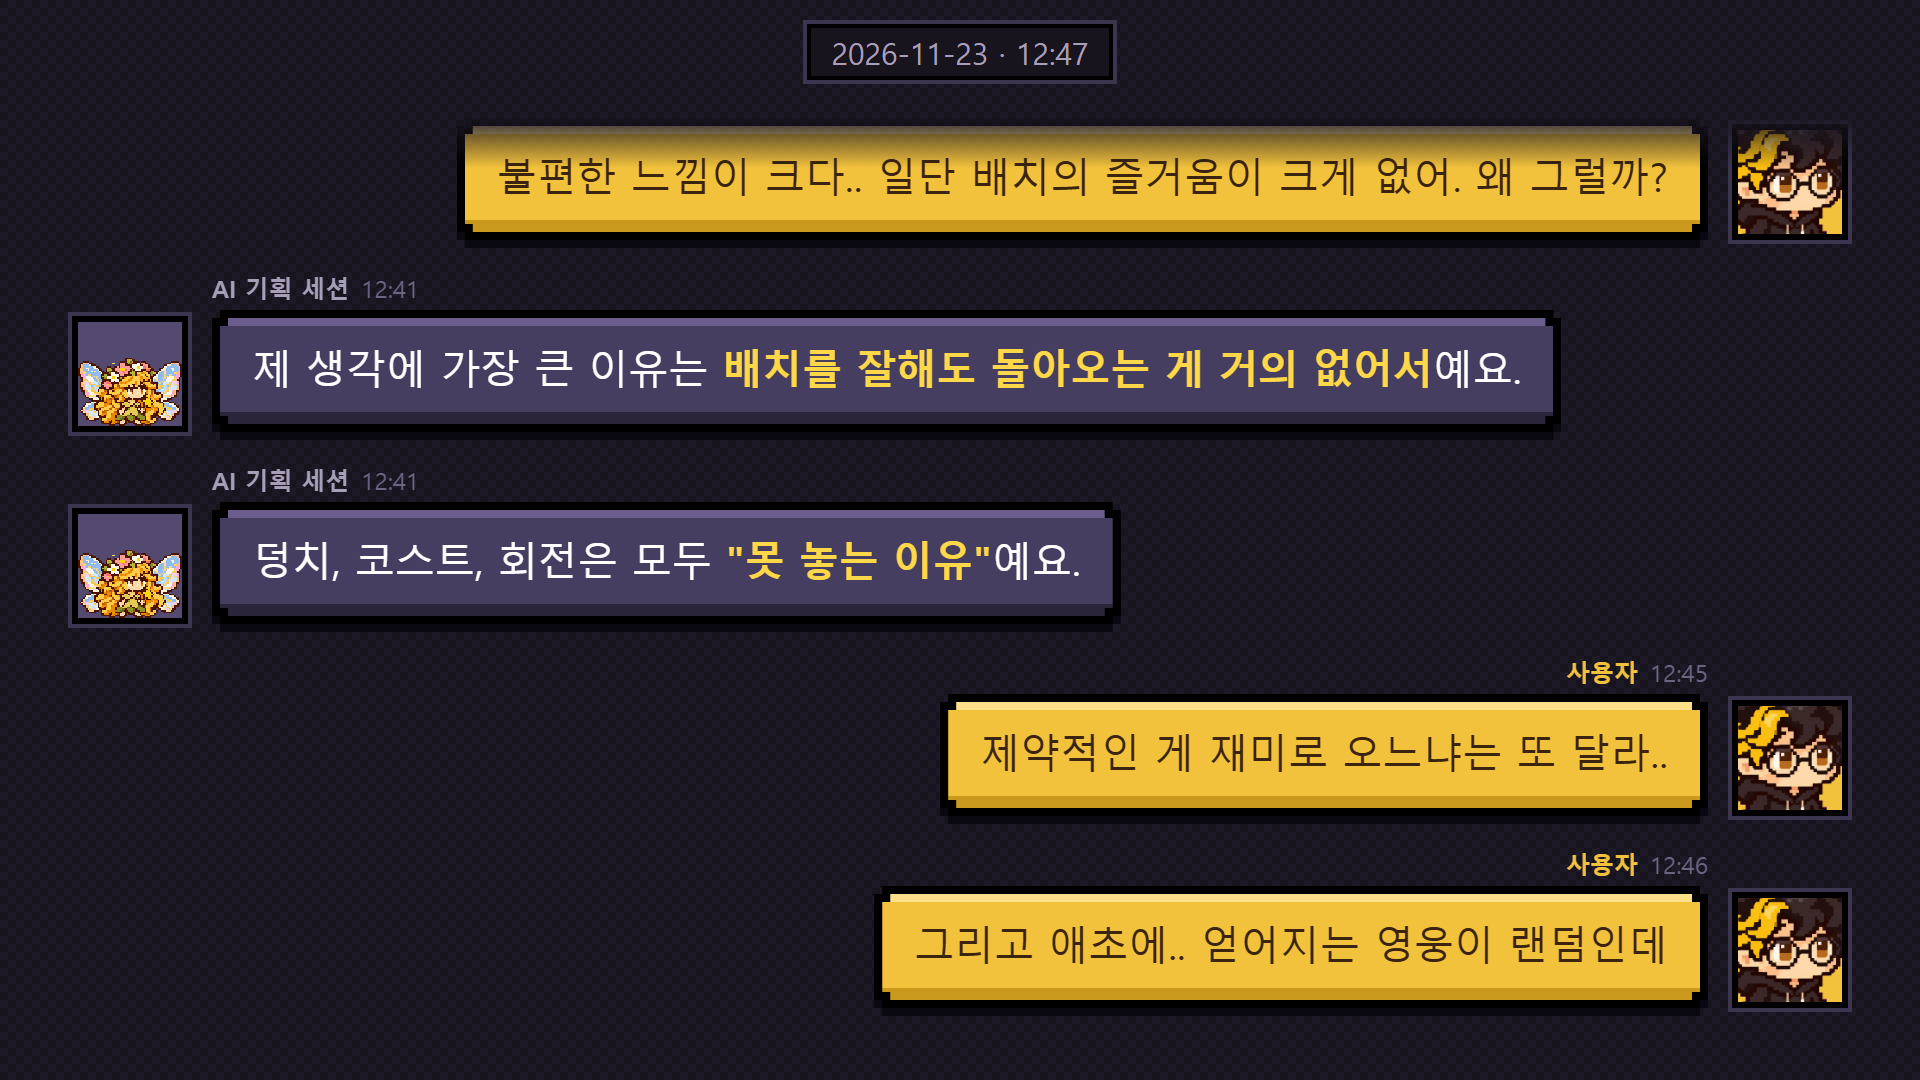 2026-11-23 · 12:47
불편한 느낌이 크다.. 일단 배치의 즐거움이 크게 없어. 왜 그럴까?
AI 기획 세션 12:41
제 생각에 가장 큰 이유는 배치를 잘해도 돌아오는 게 거의 없어서예요.
AI 기획 세션 12:41
덩치, 코스트, 회전은 모두 "못 놓는 이유"예요.
사용자 12:45
제약적인 게 재미로 오느냐는 또 달라..
사용자 12:46
그리고 애초에.. 얻어지는 영웅이 랜덤인데